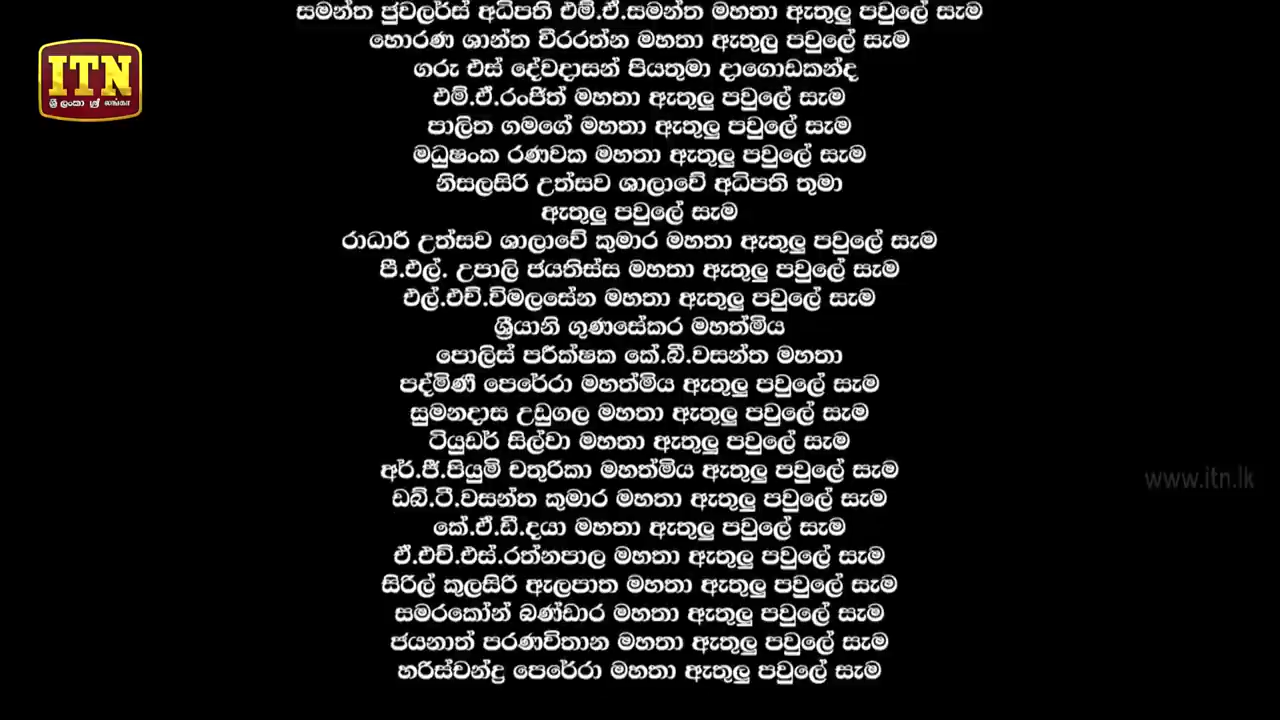 සමන්ත ජුවලර්ස් අධිපති එම්.ඒ.සමන්ත මහතා ඇතුලු පවුලේ සැම
හොරණ ශාන්ත වීරරත්න මහතා ඇතුලු පවුලේ සැම
ITN
ශ්‍රී ලංකා ஸ்ரீ லங்கா
ගරු එස් දේවදාසන් පියතුමා දාගොඩකන්ද
එම්.ඒ.රංජිත් මහතා ඇතුලු පවුලේ සැම
පාලිත ගමගේ මහතා ඇතුලු පවුලේ සැම
මධුෂංක රණවක මහතා ඇතුලු පවුලේ සැම
නිසලසිරි උත්සව ශාලාවේ අධිපති තුමා
ඇතුලු පවුලේ සැම
රාධාරී උත්සව ශාලාවේ කුමාර මහතා ඇතුලු පවුලේ සැම
පී.එල්. උපාලි ජයතිස්ස මහතා ඇතුලු පවුලේ සැම
එල්.එච්.විමලසේන මහතා ඇතුලු පවුලේ සැම
ශ්‍රීයානි ගුණසේකර මහත්මිය
පොලිස් පරීක්ෂක කේ.බී.වසන්ත මහතා
පද්මිණී පෙරේරා මහත්මිය ඇතුලු පවුලේ සැම
සුමනදාස උඩුගල මහතා ඇතුලු පවුලේ සැම
ටියුඩර් සිල්වා මහතා ඇතුලු පවුලේ සැම
අර්.ජී.පියුමි චතුරිකා මහත්මිය ඇතුලු පවුලේ සැම
www.itn.lk
ඩබ්.ටී.වසන්ත කුමාර මහතා ඇතුලු පවුලේ සැම
කේ.ඒ.ඩී.දයා මහතා ඇතුලු පවුලේ සැම
ඒ.එච්.එස්.රත්නපාල මහතා ඇතුලු පවුලේ සැම
සිරිල් කුලසිරි ඇලපාත මහතා ඇතුලු පවුලේ සැම
සමරකෝන් බණ්ඩාර මහතා ඇතුලු පවුලේ සැම
ජයනාත් පරණවිතාන මහතා ඇතුලු පවුලේ සැම
හරිස්චන්ද්‍ර පෙරේරා මහතා ඇතුලු පවුලේ සැම